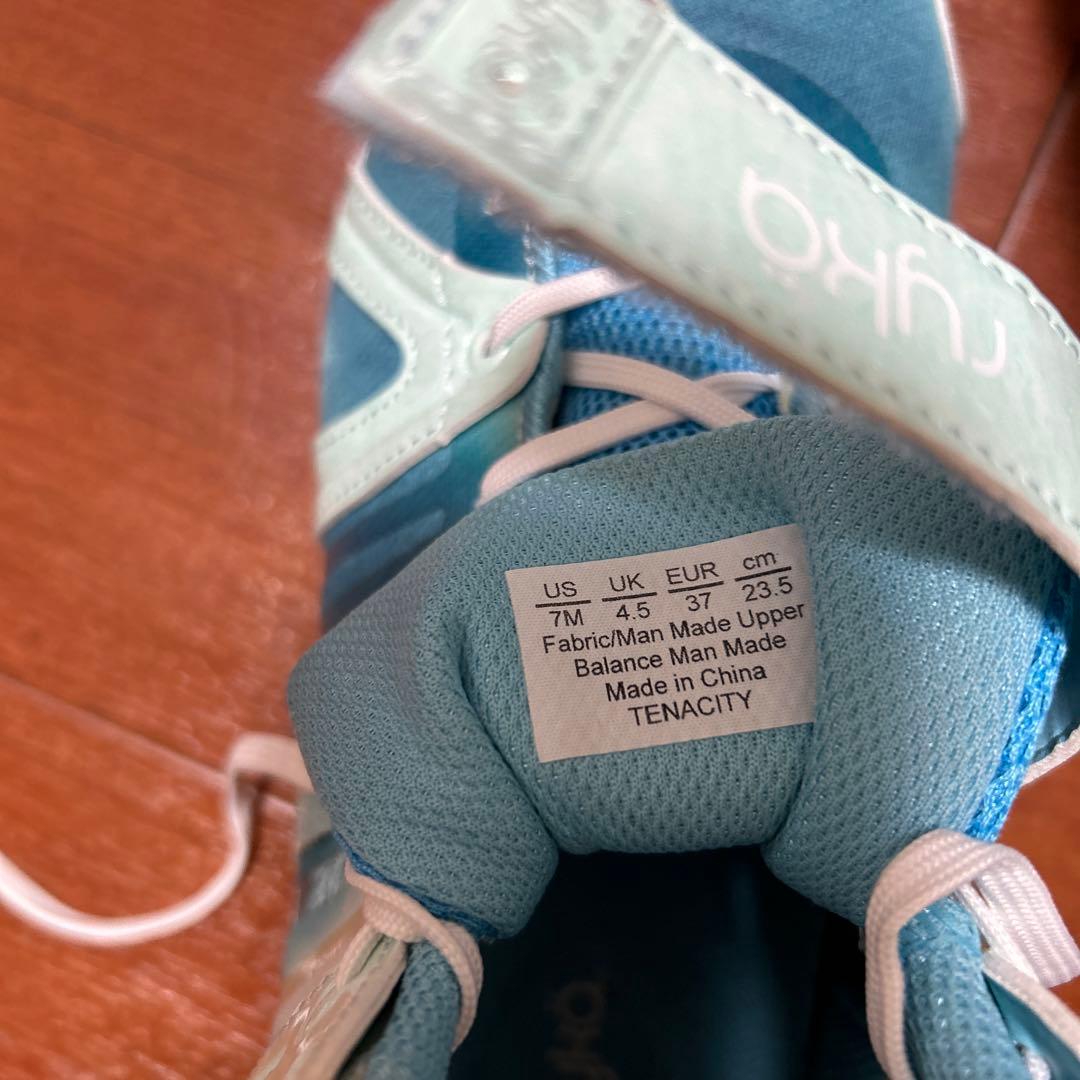 rykä
US UK EUR cm
7M 4.5 37 23.5
Fabric/Man Made Upper
Balance Man Made
Made in China
TENACITY